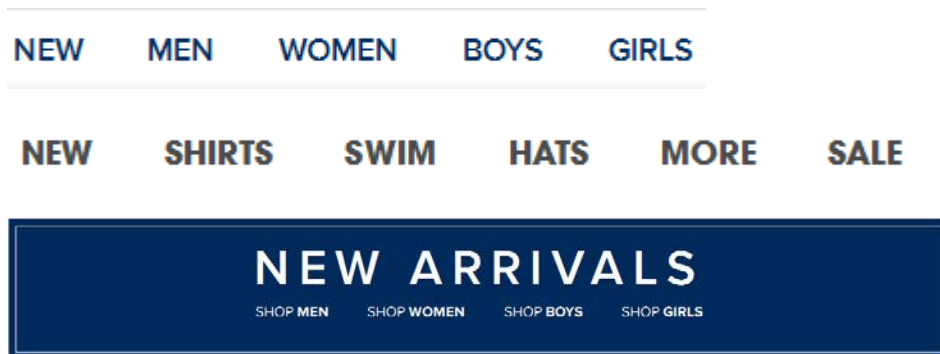 NEW MEN WOMEN BOYS GIRLS
NEW SHIRTS SWIM HATS MORE SALE
NEW ARRIVALS
SHOP MEN SHOP WOMEN SHOP BOYS SHOP GIRLS